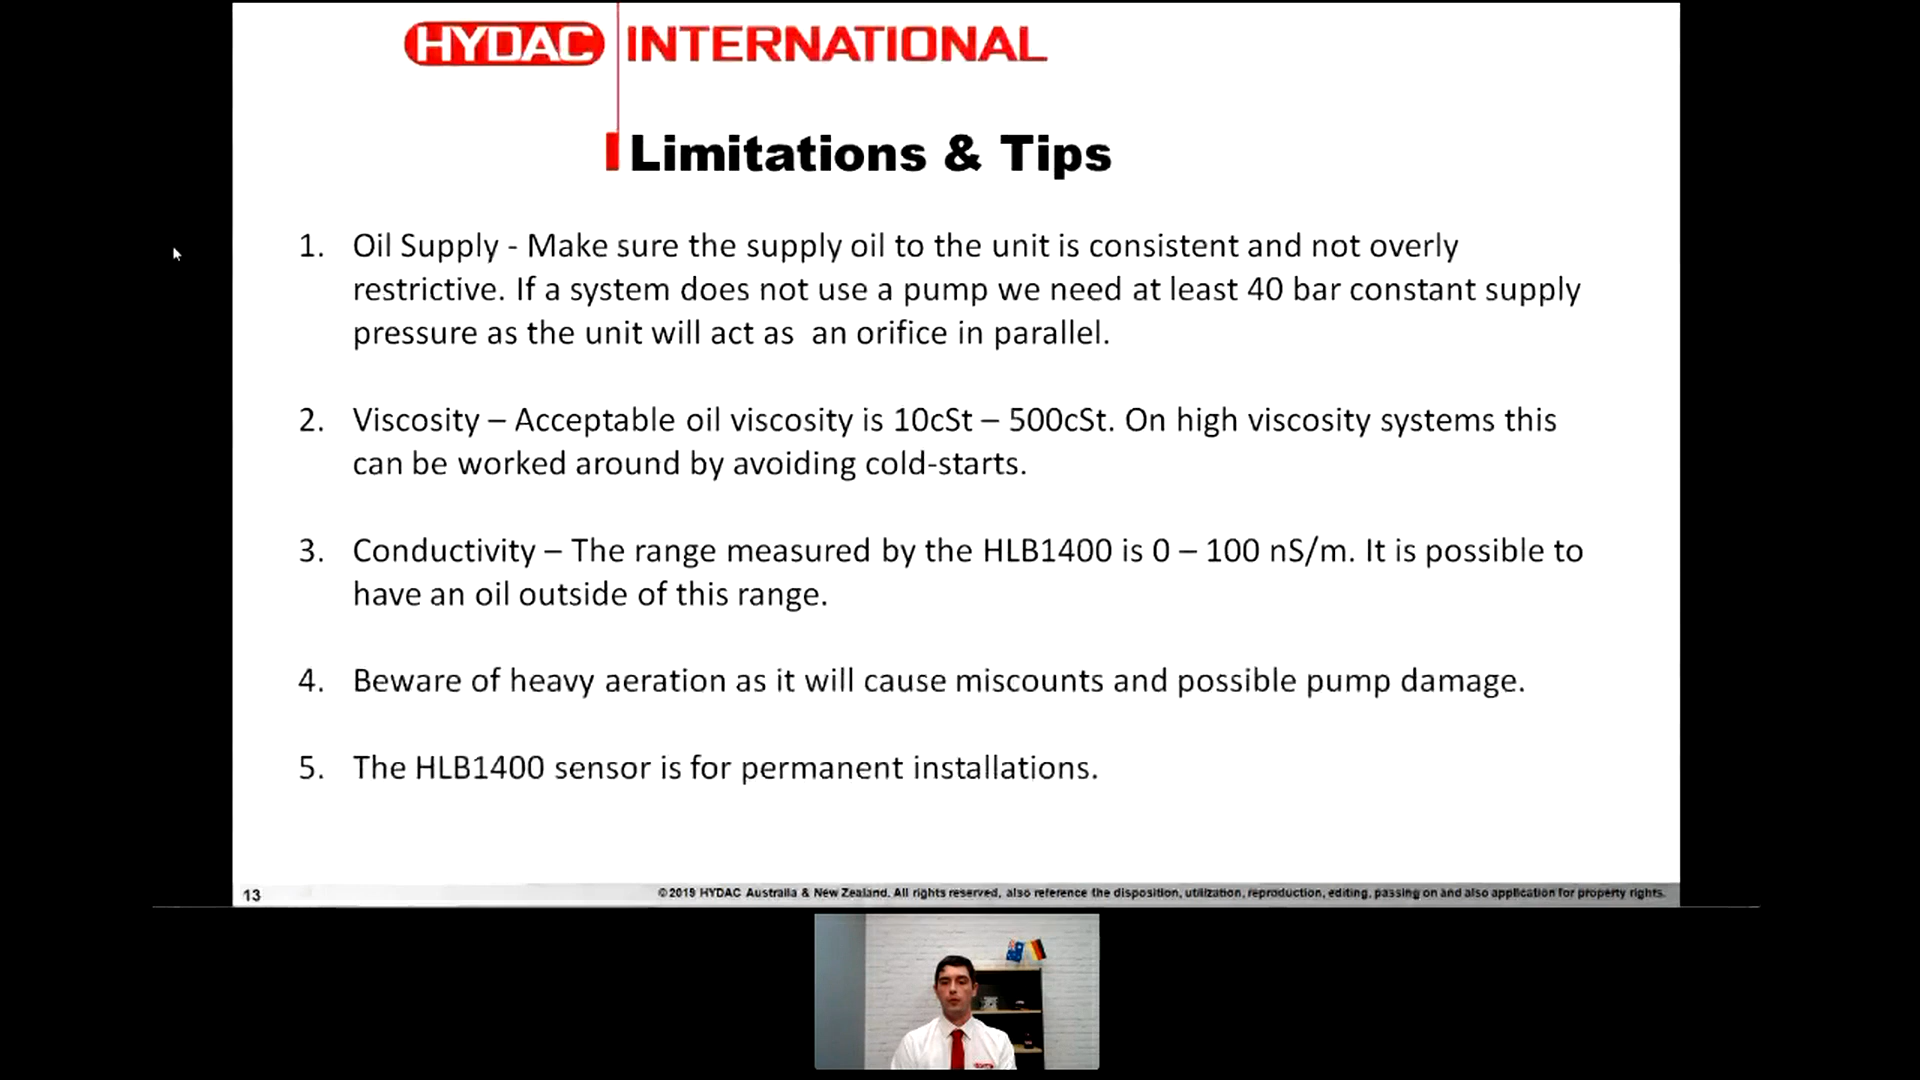 HYDAC INTERNATIONAL
Limitations & Tips
1. Oil Supply - Make sure the supply oil to the unit is consistent and not overly
restrictive. If a system does not use a pump we need at least 40 bar constant supply
pressure as the unit will act as an orifice in parallel.
2. Viscosity – Acceptable oil viscosity is 10cSt – 500cSt. On high viscosity systems this
can be worked around by avoiding cold-starts.
3. Conductivity – The range measured by the HLB1400 is 0 – 100 nS/m. It is possible to
have an oil outside of this range.
4. Beware of heavy aeration as it will cause miscounts and possible pump damage.
5. The HLB1400 sensor is for permanent installations.
13
©2019 HYDAC Australia & New Zealand. All rights reserved, also reference the disposition, utilization, reproduction, editing, passing on and also application for property rights.